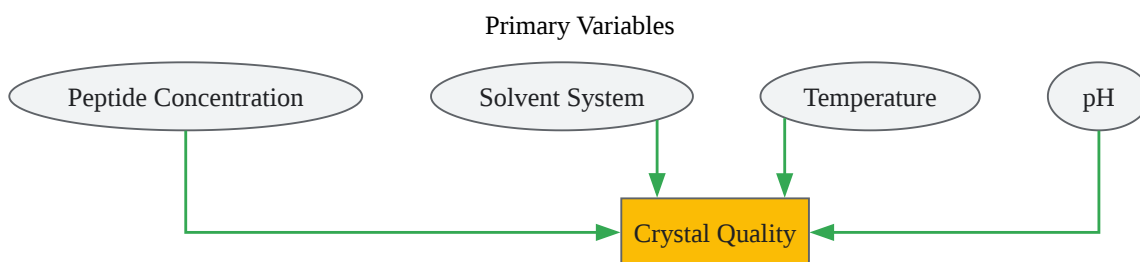 Primary Variables
Peptide Concentration
Solvent System
Temperature
pH
Crystal Quality